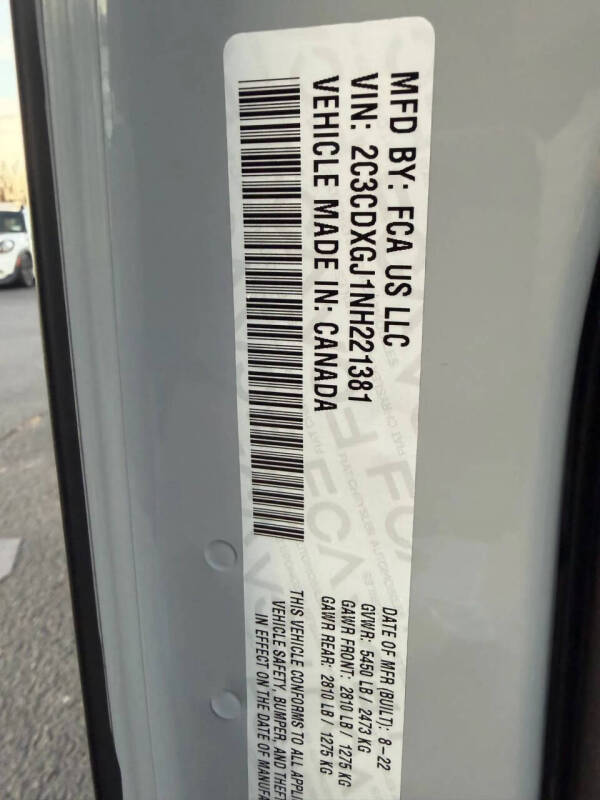 MFD BY: FCA US LLC
VIN: 2C3CDXGJ1NH221381
VEHICLE MADE IN: CANADA
DATE OF MFR (BUILT): 8-22
GVWR: 5450 LB / 2473 KG
GAWR FRONT: 2810 LB / 1275 KG
GAWR REAR: 2810 LB / 1275 KG
THIS VEHICLE CONFORMS TO ALL APPLI
VEHICLE SAFETY, BUMPER, AND THEFT
IN EFFECT ON THE DATE OF MANUFA